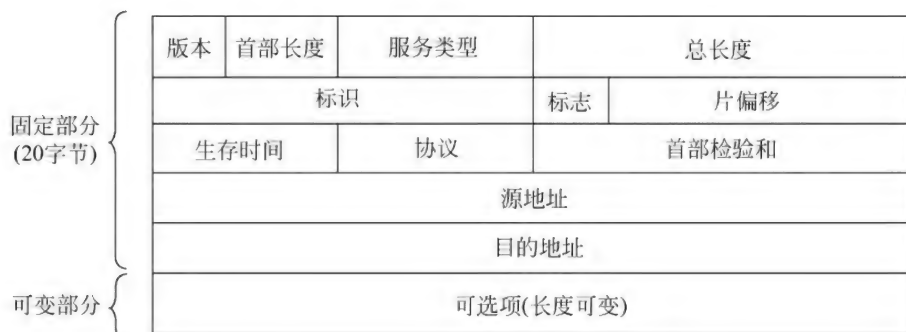 版本 首部长度 服务类型 总长度
标识 标志 片偏移
固定部分
(20字节)
生存时间 协议 首部检验和
源地址
目的地址
可变部分 可选项(长度可变)